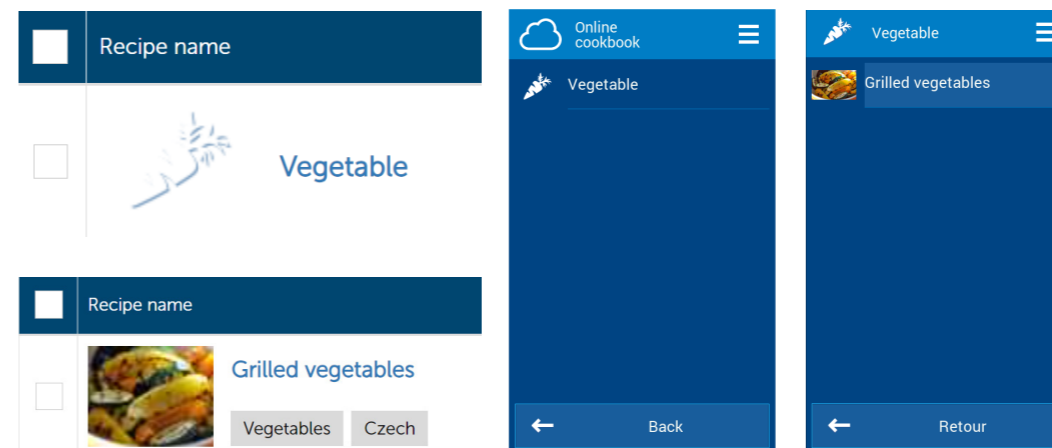 Recipe name
Vegetable
Recipe name
Grilled vegetables
Vegetables Czech
Online
cookbook
Vegetable
Back
Vegetable
Grilled vegetables
Retour